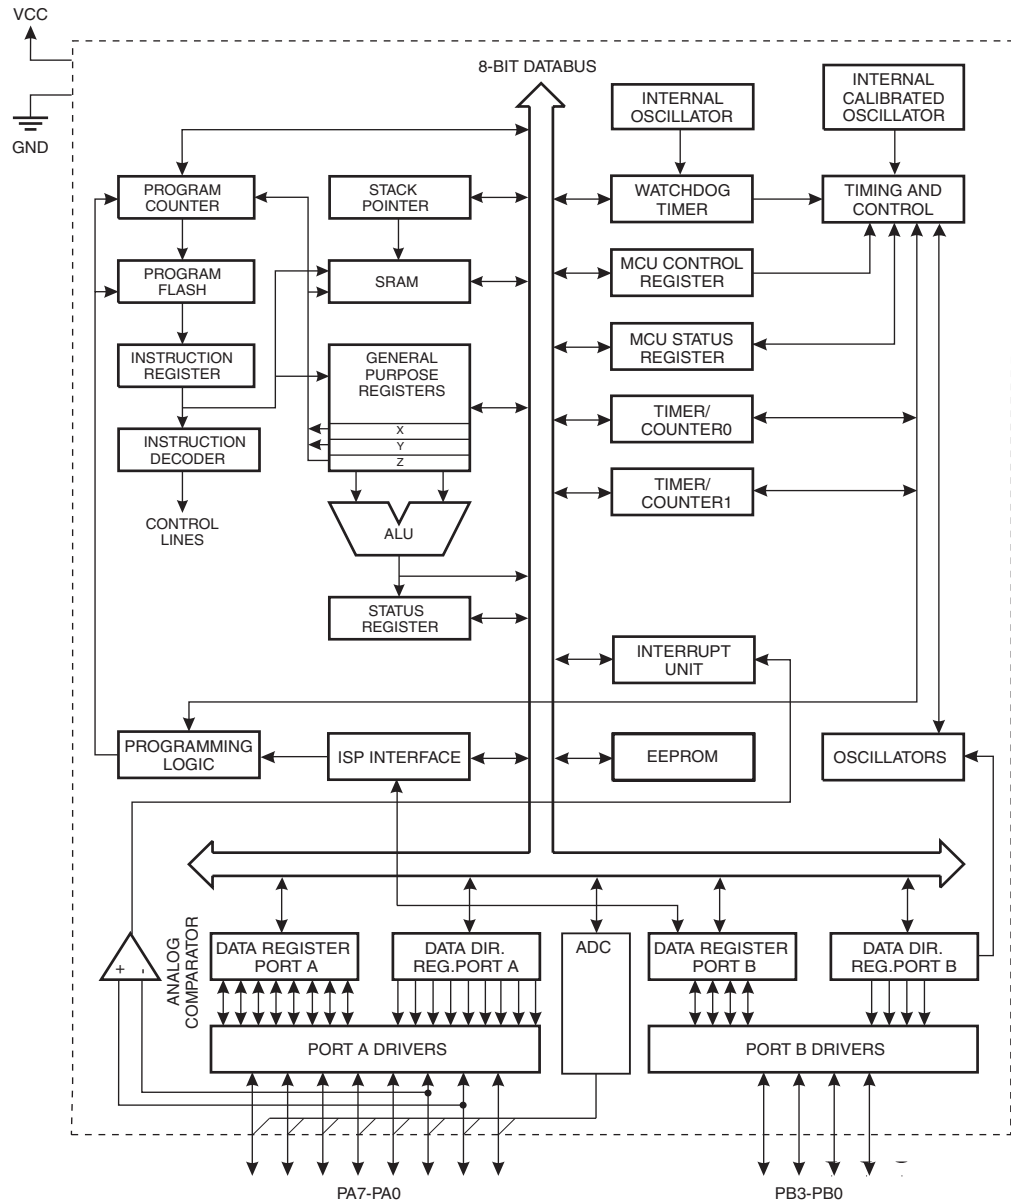 VCC
GND
8-BIT DATABUS
INTERNAL
OSCILLATOR
INTERNAL
CALIBRATED
OSCILLATOR
PROGRAM
COUNTER
STACK
POINTER
WATCHDOG
TIMER
TIMING AND
CONTROL
PROGRAM
FLASH
SRAM
MCU CONTROL
REGISTER
INSTRUCTION
REGISTER
GENERAL
PURPOSE
REGISTERS
X
Y
Z
MCU STATUS
REGISTER
INSTRUCTION
DECODER
TIMER/
COUNTER0
TIMER/
COUNTER1
CONTROL
LINES
ALU
STATUS
REGISTER
INTERRUPT
UNIT
PROGRAMMING
LOGIC
ISP INTERFACE
EEPROM
OSCILLATORS
ANALOG
COMPARATOR
+
-
DATA REGISTER
PORT A
DATA DIR.
REG.PORT A
ADC
DATA REGISTER
PORT B
DATA DIR.
REG.PORT B
PORT A DRIVERS
PORT B DRIVERS
PA7-PA0
PB3-PB0